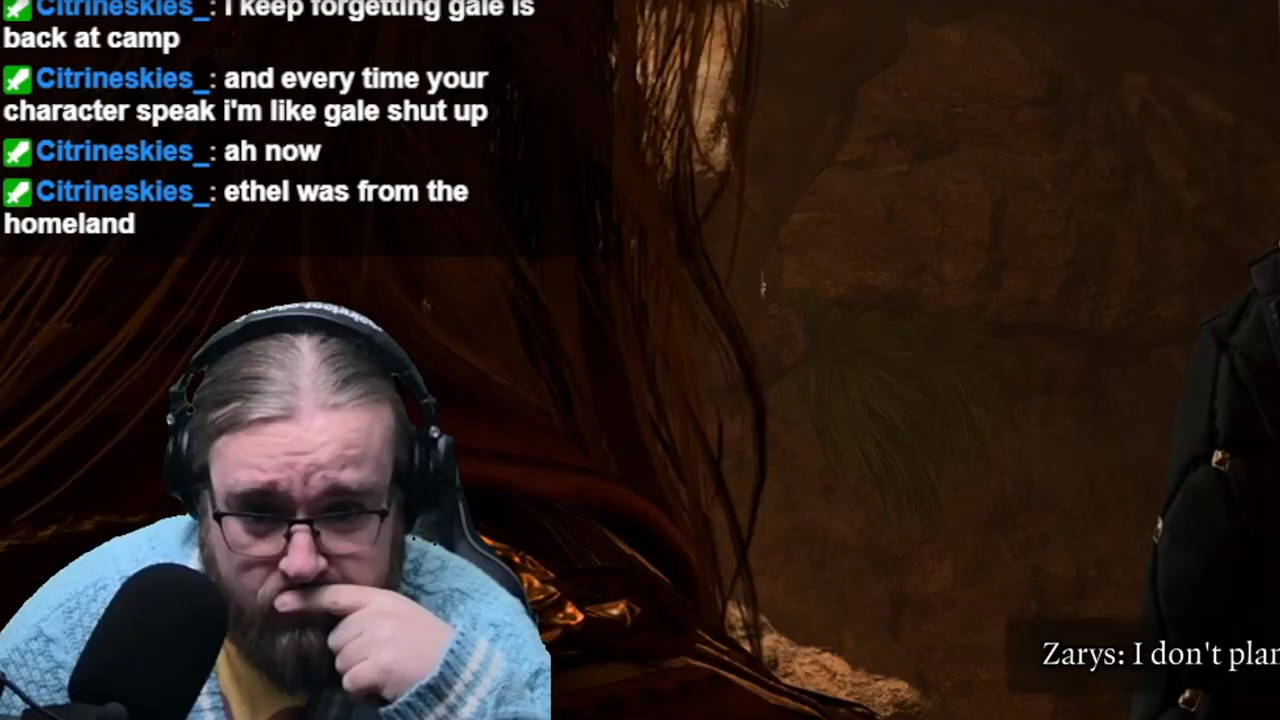 Citrineskies_: I keep forgetting gale is
back at camp
Citrineskies_: and every time your
character speak i'm like gale shut up
Citrineskies_: ah now
Citrineskies_: ethel was from the
homeland
Zarys: I don't plan